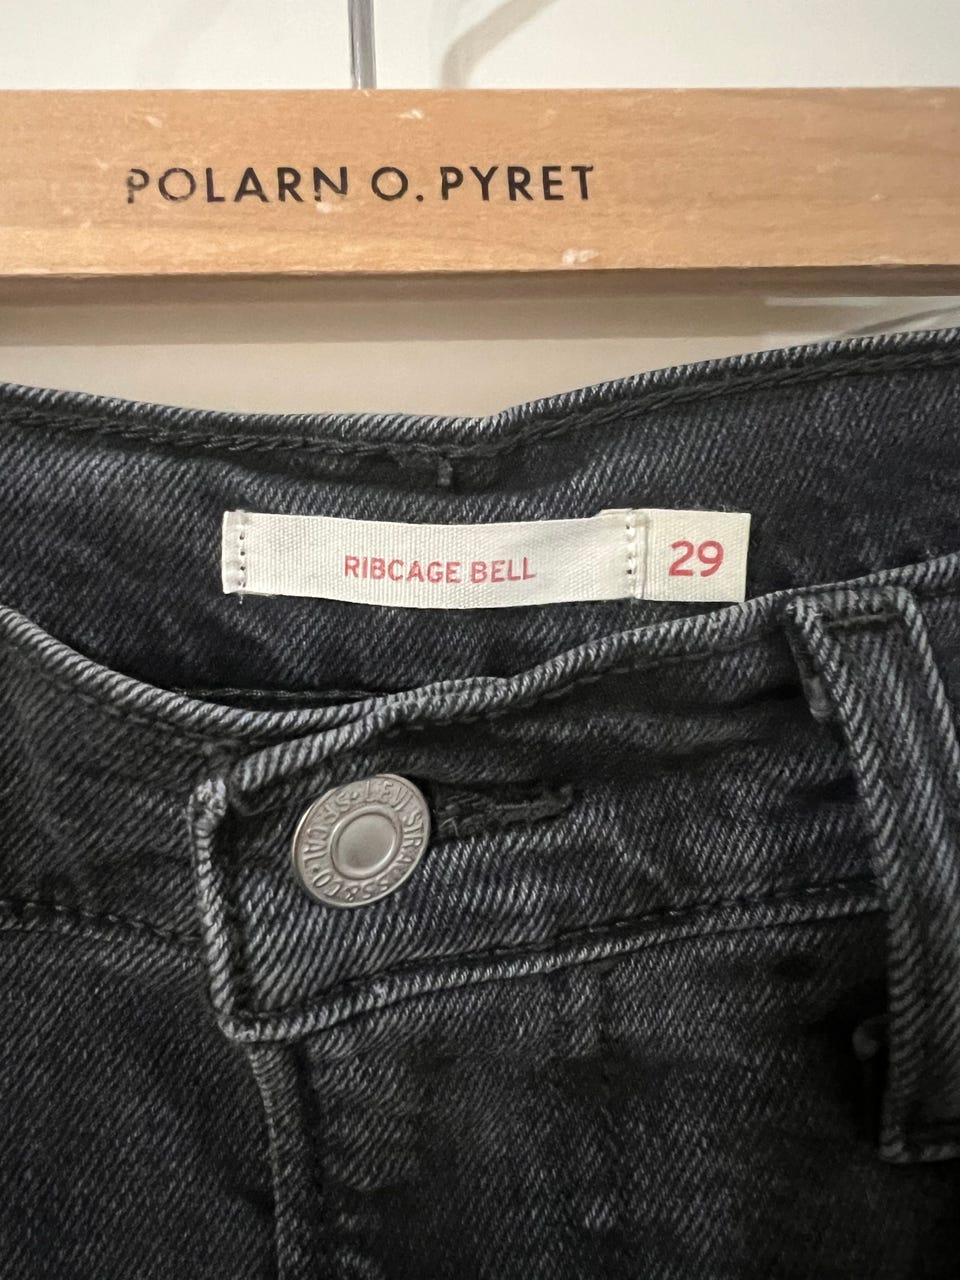 POLARN O. PYRET
RIBCAGE BELL
29
LEVI STRAUSS & CO. S.F. CAL.